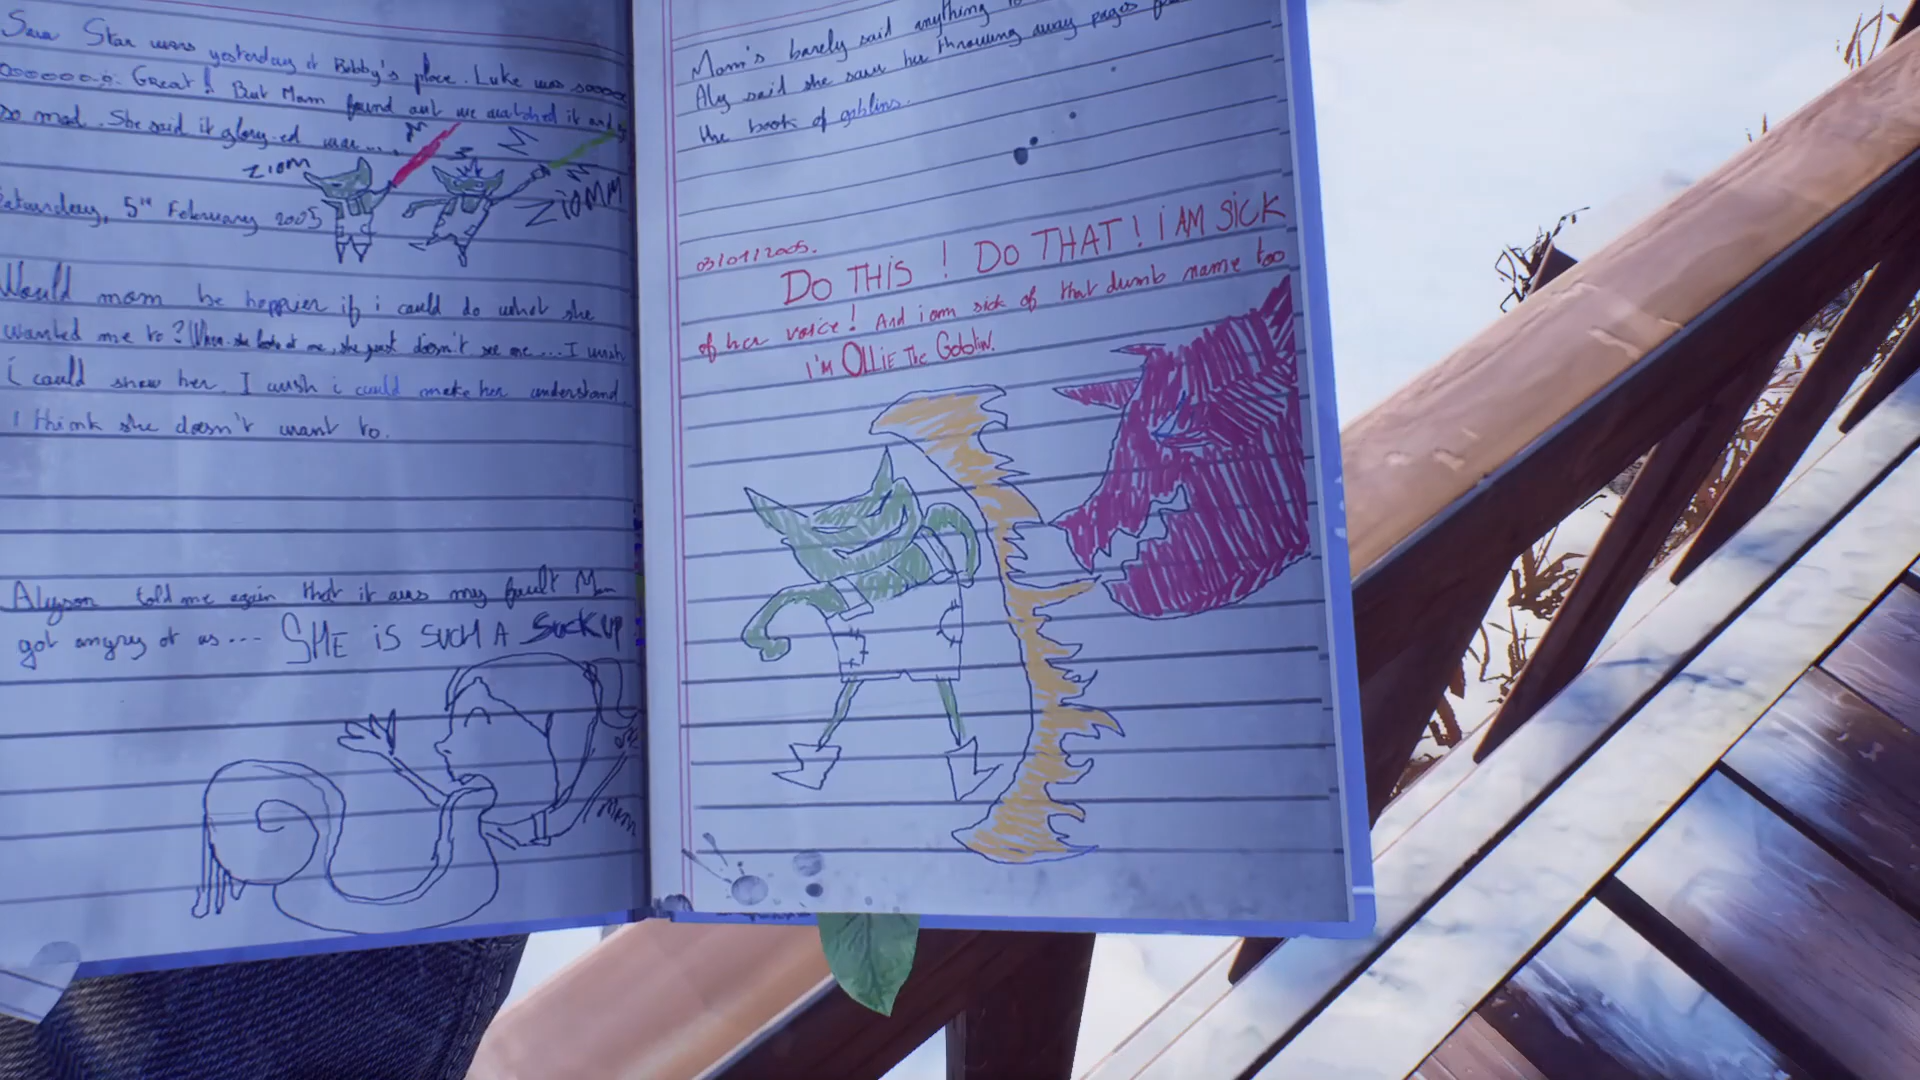 Saw Star wars yesterday at Bobby's place. Luke was soooo
oooooo.o. Great! But Mom found out we watched it and
so mad. She said it glory-ed war....
ZIOM
ZIOMM
Saturday, 5TH February 2005
Would mom be happier if i could do what she
wanted me to? When she looks at me, she just doesn't see me... I wish
i could show her. I wish i could make her understand.
I think she doesn't want to.
Alyson told me again that it was my fault Mom
got angry at us... SHE iS SUCH A SUCK UP
Mom's barely said anything
Aly said she saw her throwing away pages
the book of goblins.
03/01/2005.
DO THiS! DO THAT! i AM SiCK
of her voice! And i am sick of that dumb name too
i'M OLLiE The Goblin.